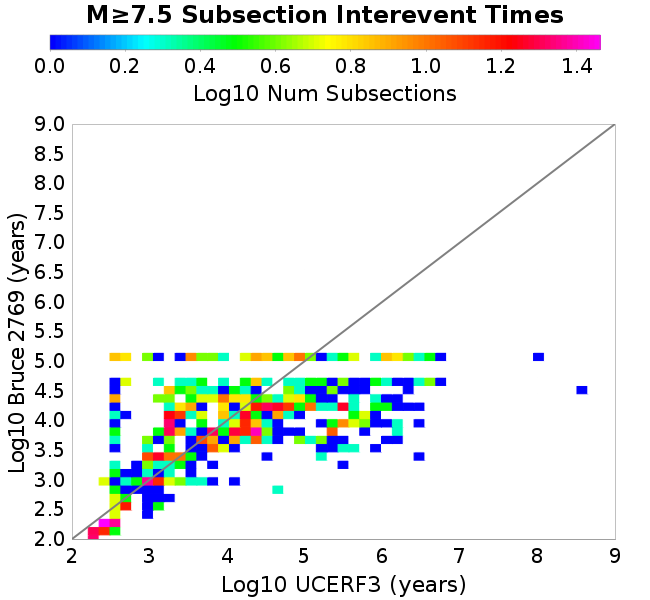 M≥7.5 Subsection Interevent Times
0.0 0.2 0.4 0.6 0.8 1.0 1.2 1.4
Log10 Num Subsections
9.0
8.5
8.0
7.5
7.0
6.5
6.0
5.5
5.0
4.5
4.0
3.5
3.0
2.5
2.0
Log10 Bruce 2769 (years)
2 3 4 5 6 7 8 9
Log10 UCERF3 (years)